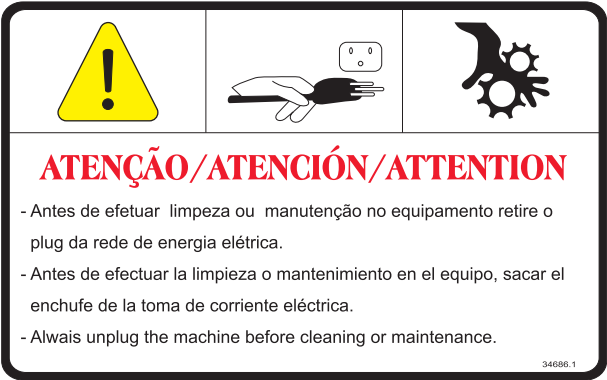 ATENÇÃO/ATENCIÓN/ATTENTION
- Antes de efetuar limpeza ou manutenção no equipamento retire o
plug da rede de energia elétrica.
- Antes de efectuar la limpieza o mantenimiento en el equipo, sacar el
enchufe de la toma de corriente eléctrica.
- Alwais unplug the machine before cleaning or maintenance.
34686.1